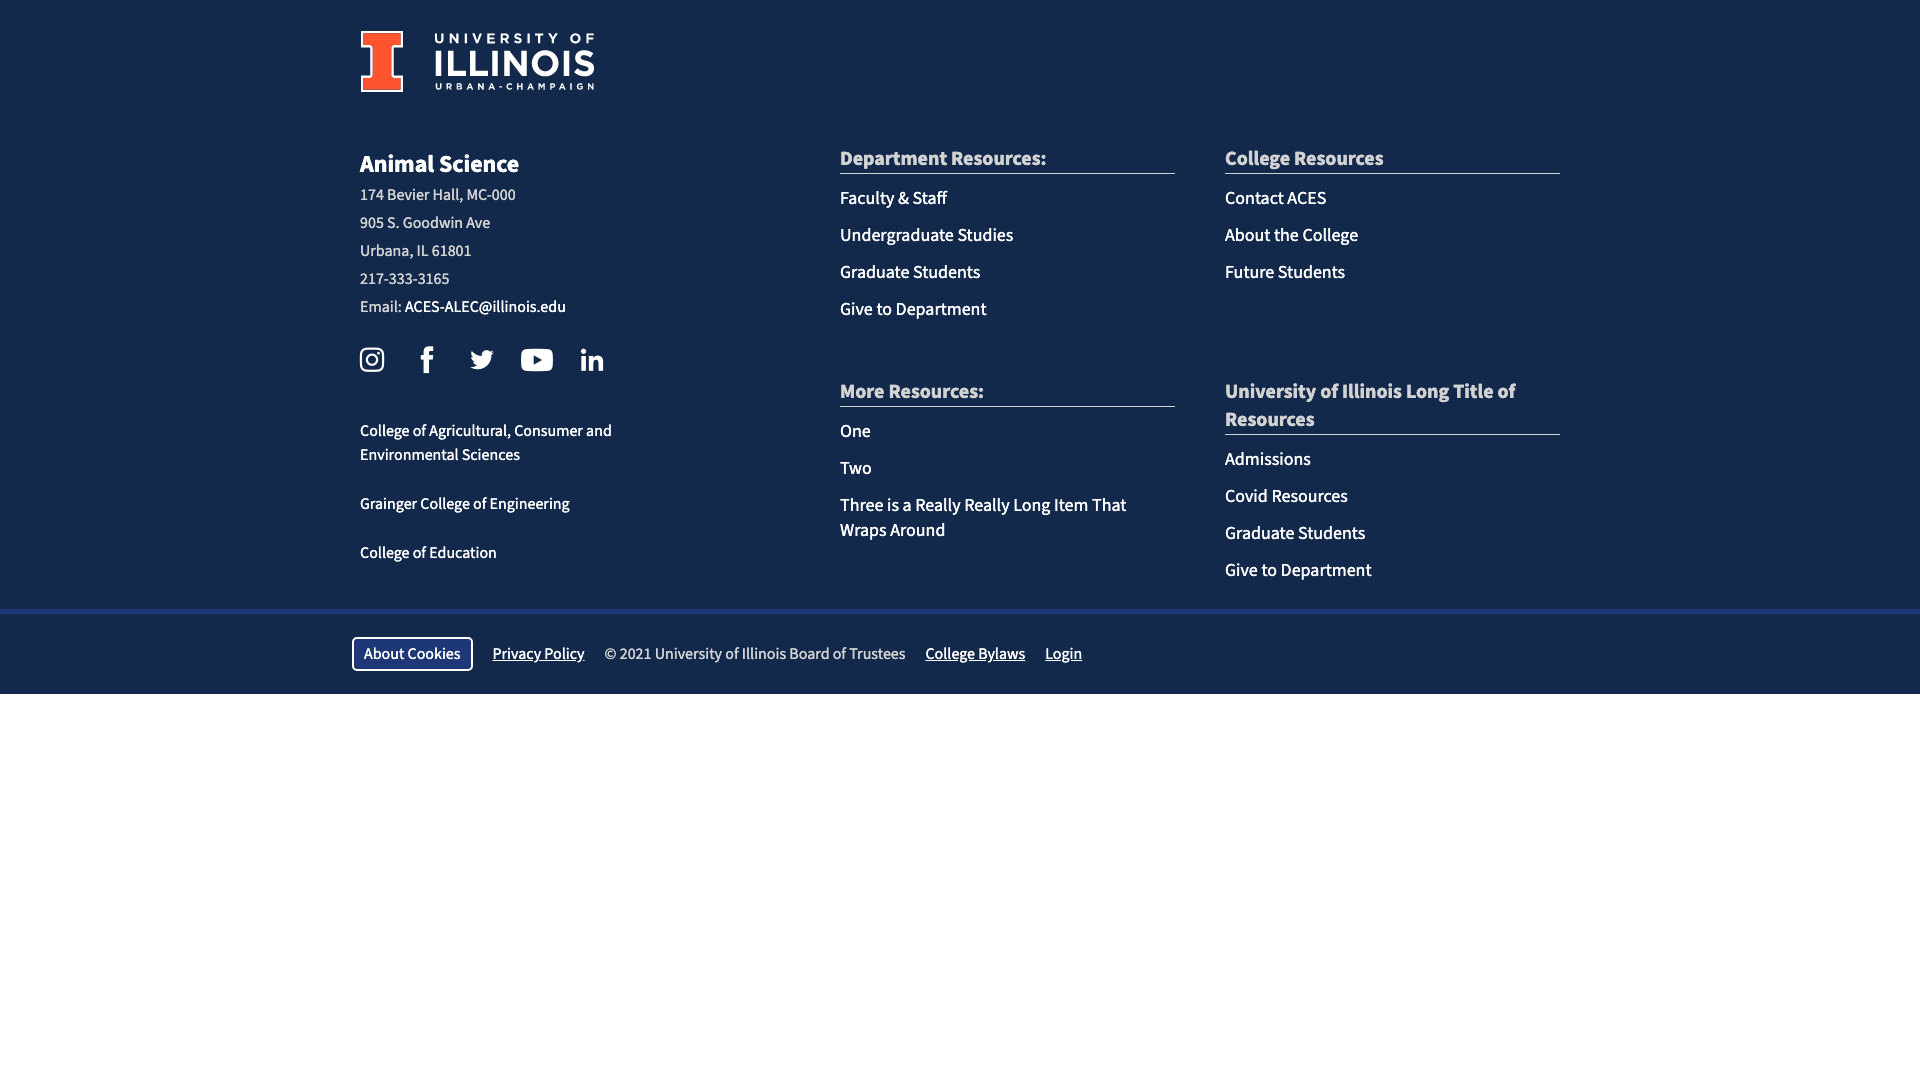 UNIVERSITY OF
ILLINOIS
URBANA-CHAMPAIGN
Animal Science
174 Bevier Hall, MC-000
905 S. Goodwin Ave
Urbana, IL 61801
217-333-3165
Email: ACES-ALEC@illinois.edu
College of Agricultural, Consumer and
Environmental Sciences
Grainger College of Engineering
College of Education
Department Resources:
Faculty & Staff
Undergraduate Studies
Graduate Students
Give to Department
College Resources
Contact ACES
About the College
Future Students
More Resources:
One
Two
Three is a Really Really Long Item That
Wraps Around
University of Illinois Long Title of
Resources
Admissions
Covid Resources
Graduate Students
Give to Department
About Cookies Privacy Policy © 2021 University of Illinois Board of Trustees College Bylaws Login